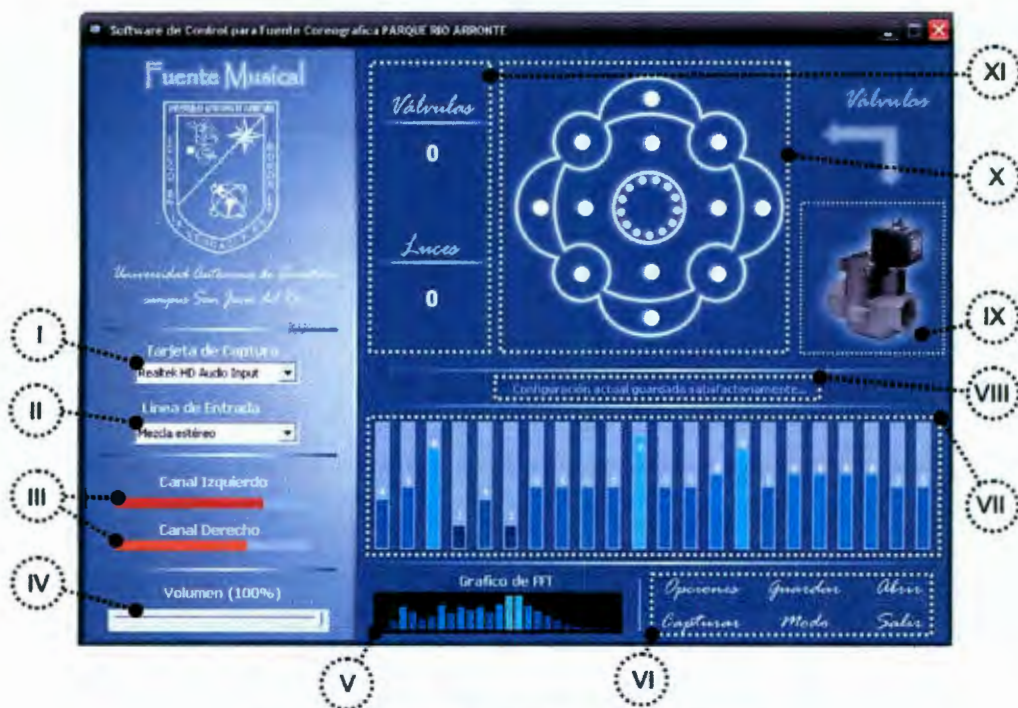 Software de Control para Fuente Coreografica PARQUE RIO ARRONTE
Fuente Musical
Universidad Autonoma de Queretaro
campus San Juan del Rio
Tarjeta de Captura
Realtek HD Audio Input
Linea de Entrada
Mezcla estéreo
Canal Izquierdo
Canal Derecho
Volumen (100%)
Válvulas
0
Luces
0
Válvulas
Configuración actual guardada satisfactoriamente...
Grafico de FFT
Opciones Guardar Abrir
Capturar Modo Salir
I
II
III
IV
V
VI
VII
VIII
IX
X
XI